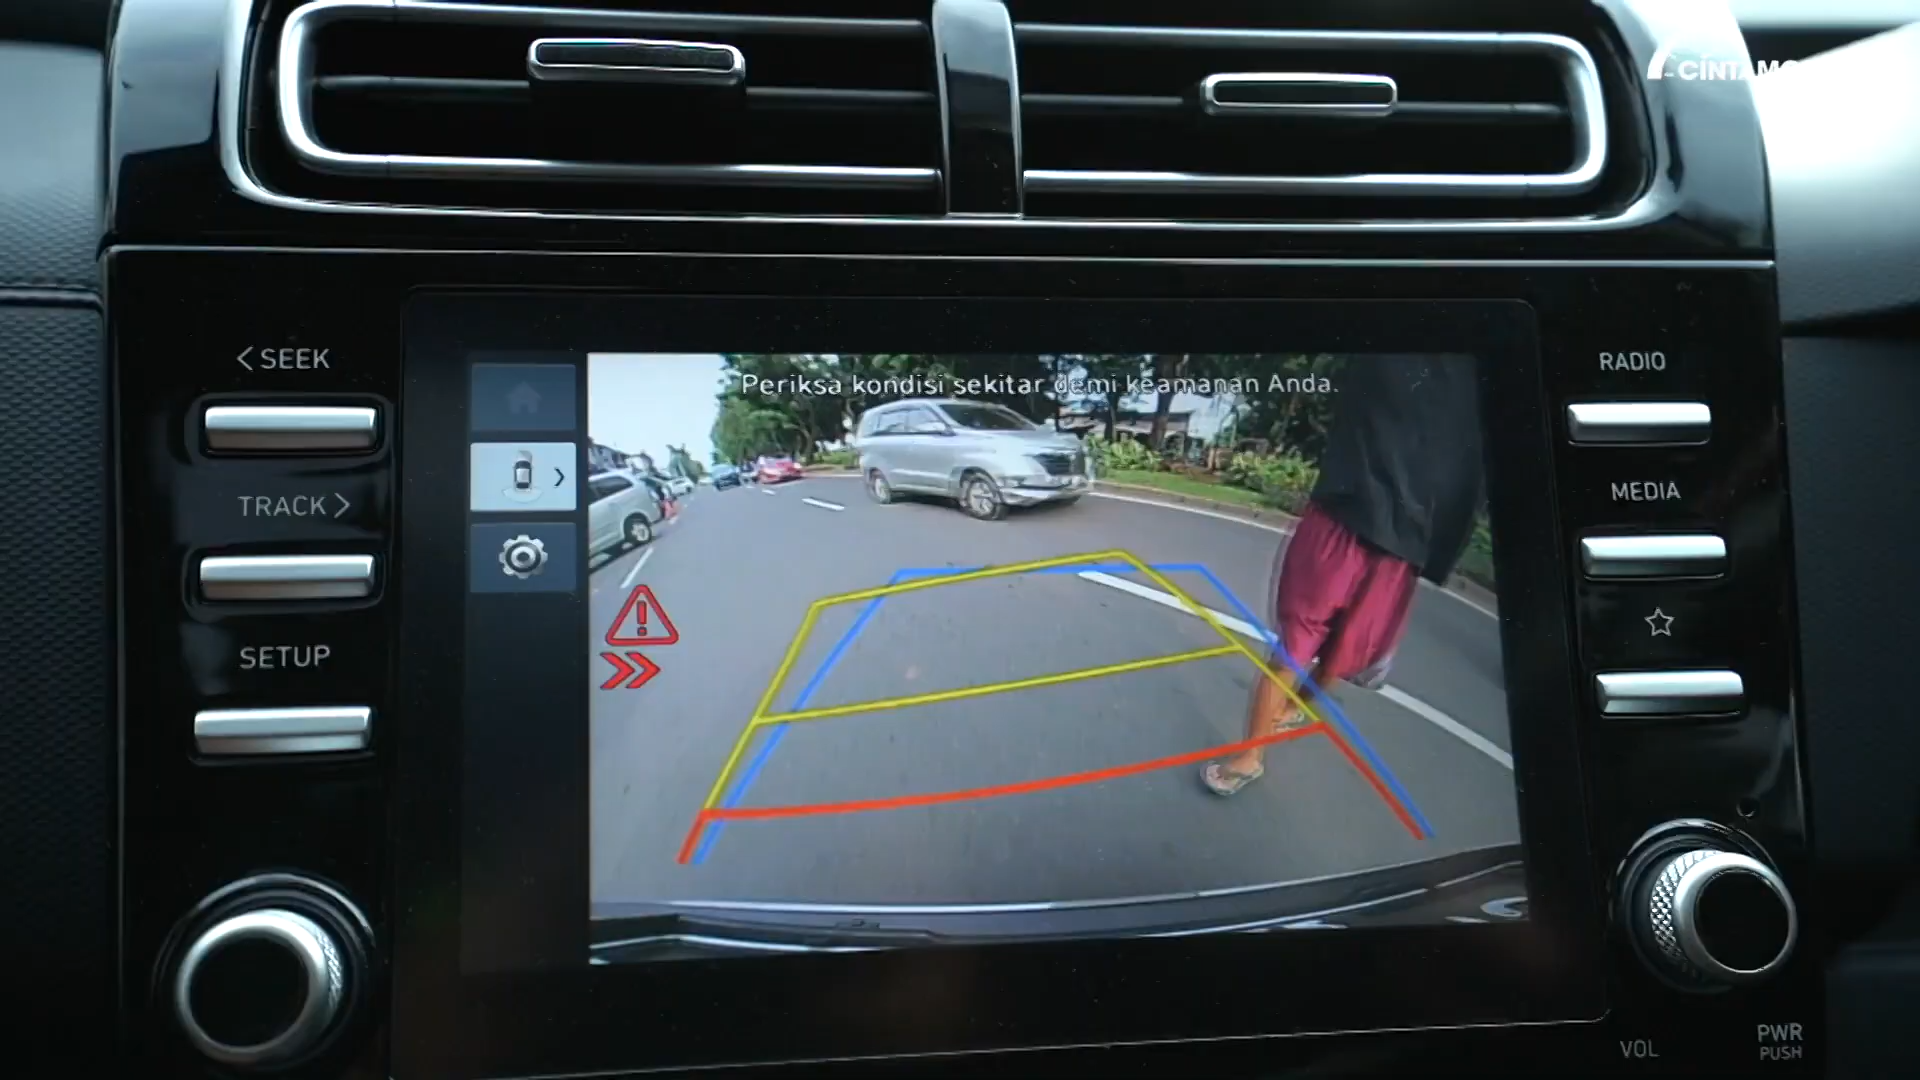 CINTAMO
<SEEK
RADIO
Periksa kondisi sekitar demi keamanan Anda.
TRACK>
MEDIA
SETUP
VOL
PWR
PUSH